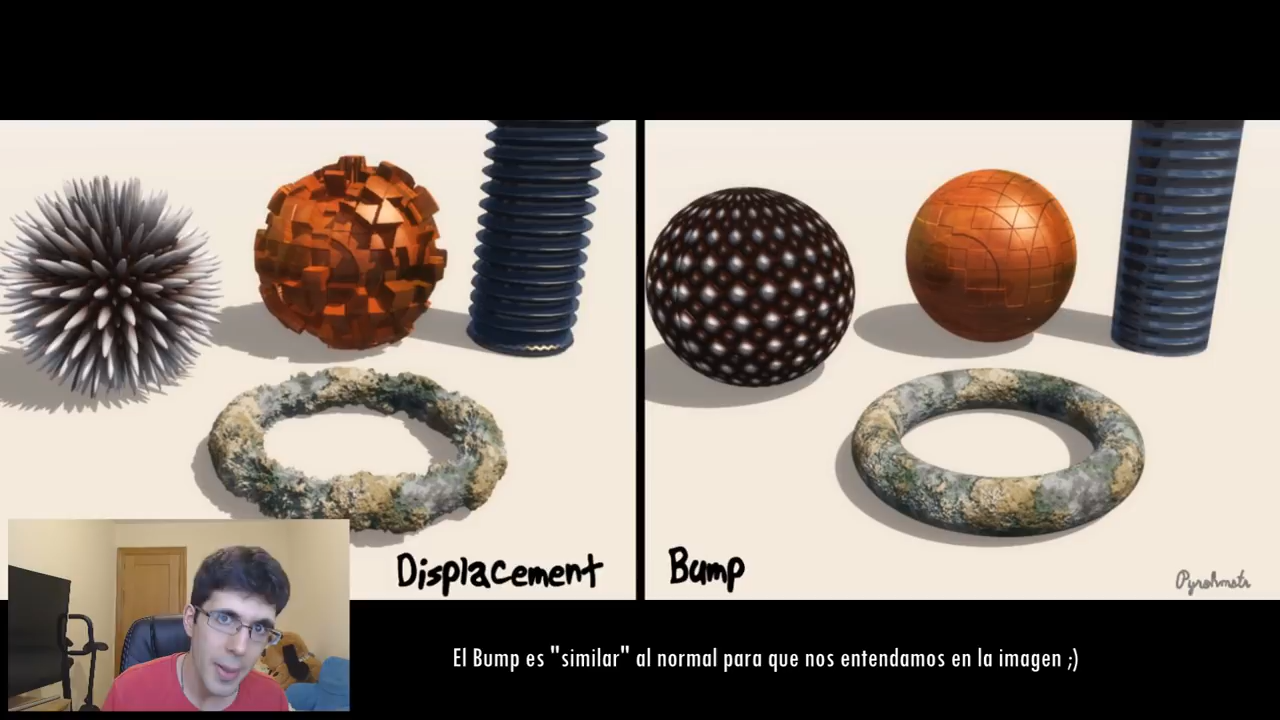 Displacement
Bump
Pyrohmstr
El Bump es "similar" al normal para que nos entendamos en la imagen ;)